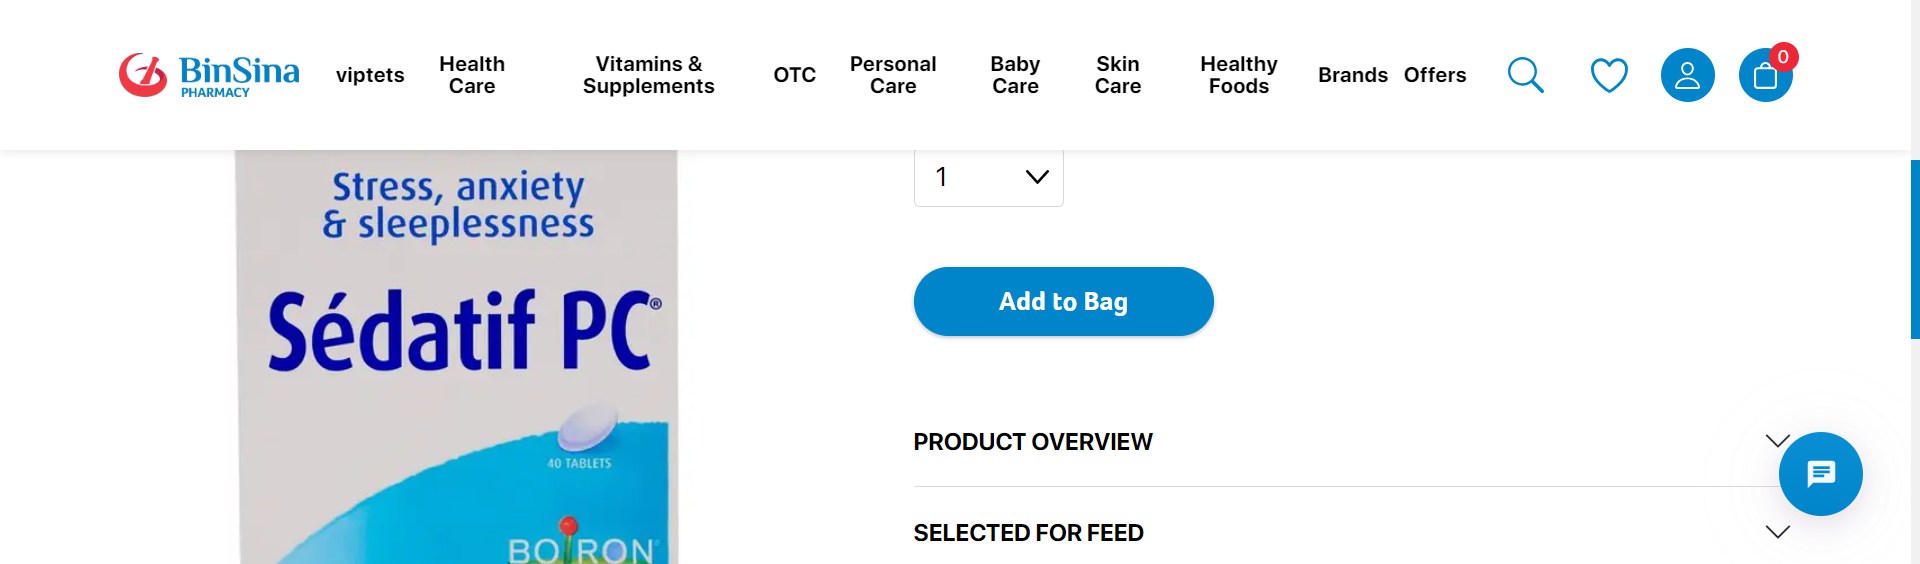 BinSina
PHARMACY
viptets
Health
Care
Vitamins &
Supplements
OTC
Personal
Care
Baby
Care
Skin
Care
Healthy
Foods
Brands
Offers
0
Stress, anxiety
& sleeplessness
Sédatif PC®
40 TABLETS
BOIRON®
1
Add to Bag
PRODUCT OVERVIEW
SELECTED FOR FEED